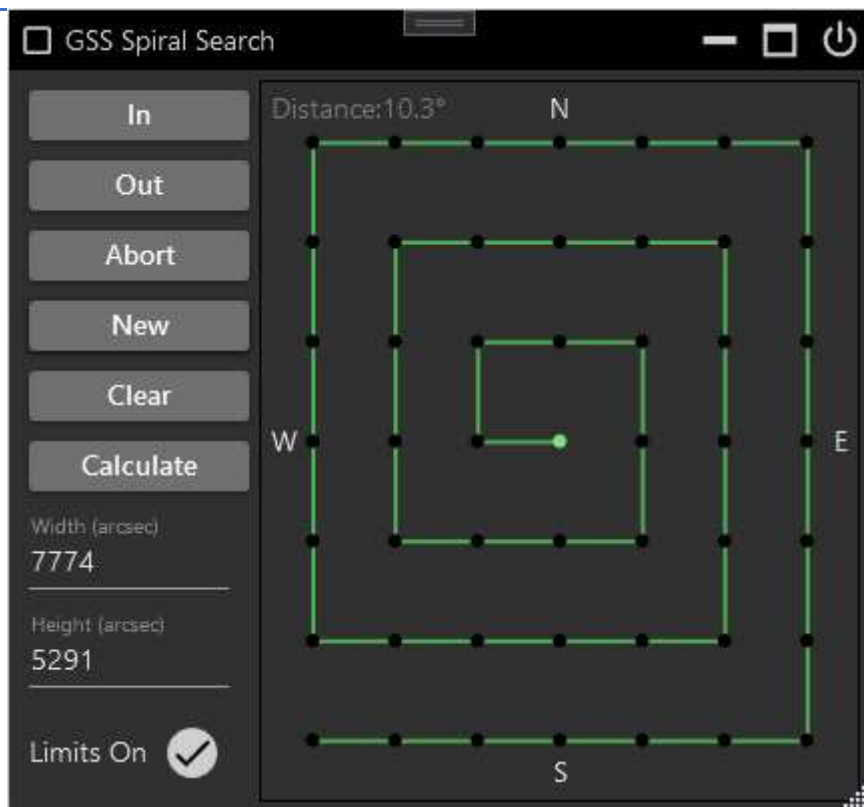 GSS Spiral Search
In
Out
Abort
New
Clear
Calculate
Width (arcsec)
7774
Height (arcsec)
5291
Limits On
Distance:10.3°
N
W
E
S